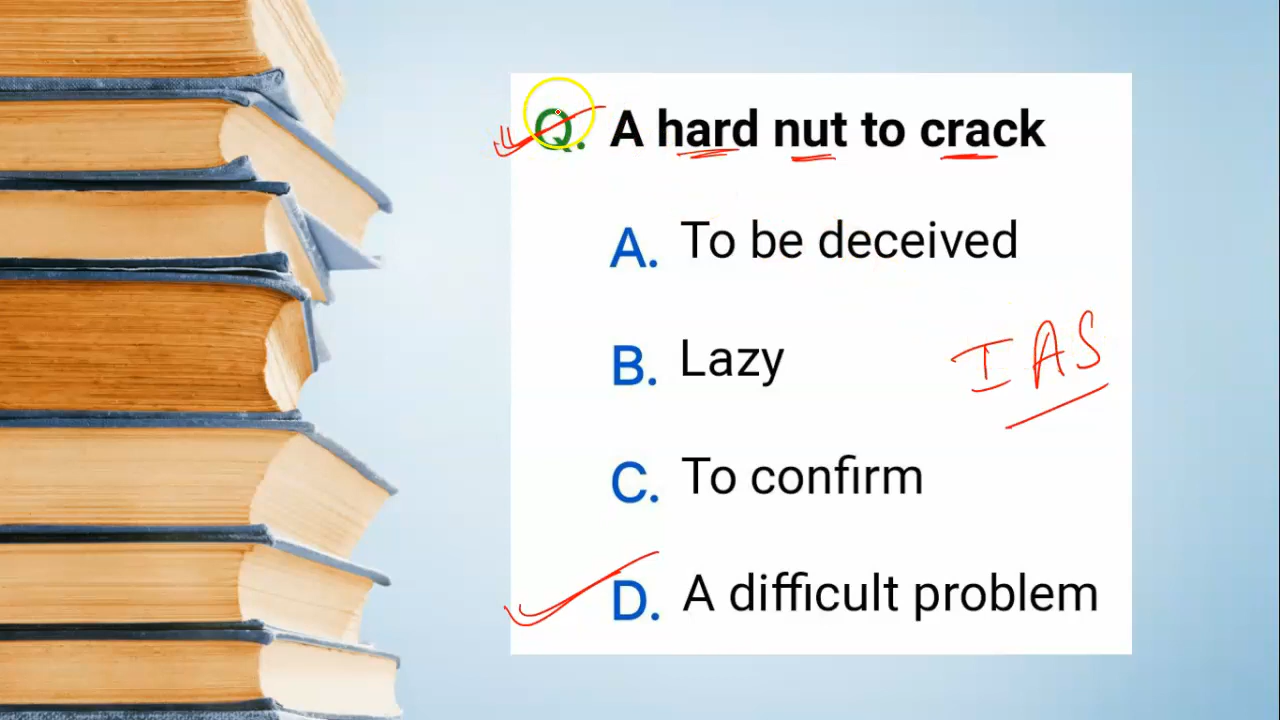 Q. A hard nut to crack
A. To be deceived
B. Lazy
IAS
C. To confirm
D. A difficult problem